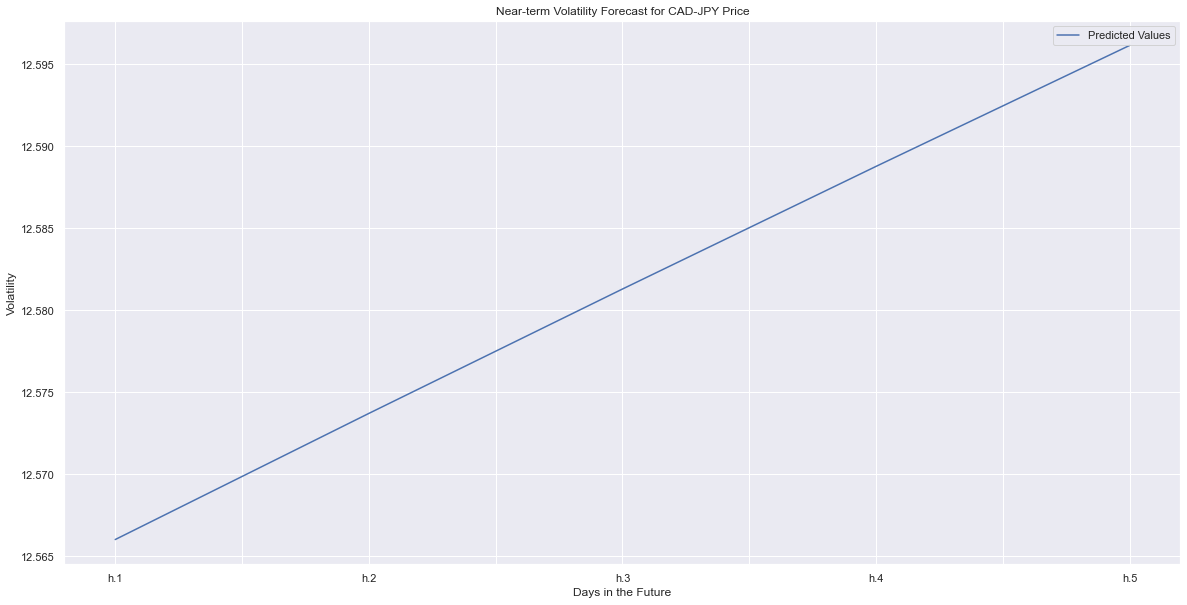 Near-term Volatility Forecast for CAD-JPY Price
Predicted Values
12.595
12.590
12.585
12.580
12.575
12.570
12.565
Volatility
h.1 h.2 h.3 h.4 h.5
Days in the Future